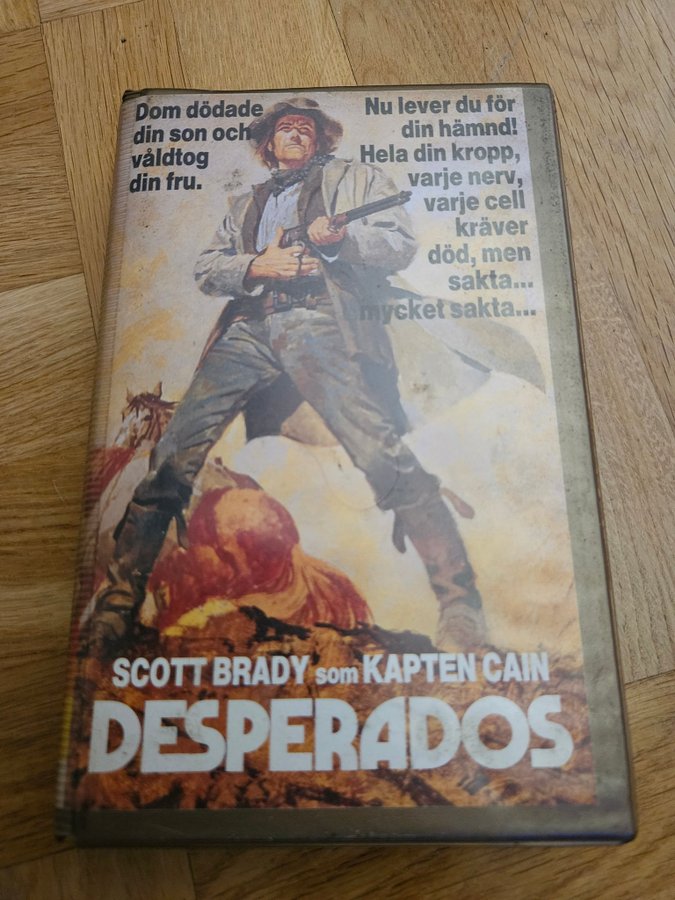 Dom dödade
din son och
våldtog
din fru.
Nu lever du för
din hämnd!
Hela din kropp,
varje nerv,
varje cell
kräver
död, men
sakta...
mycket sakta...
SCOTT BRADY som KAPTEN CAIN
DESPERADOS